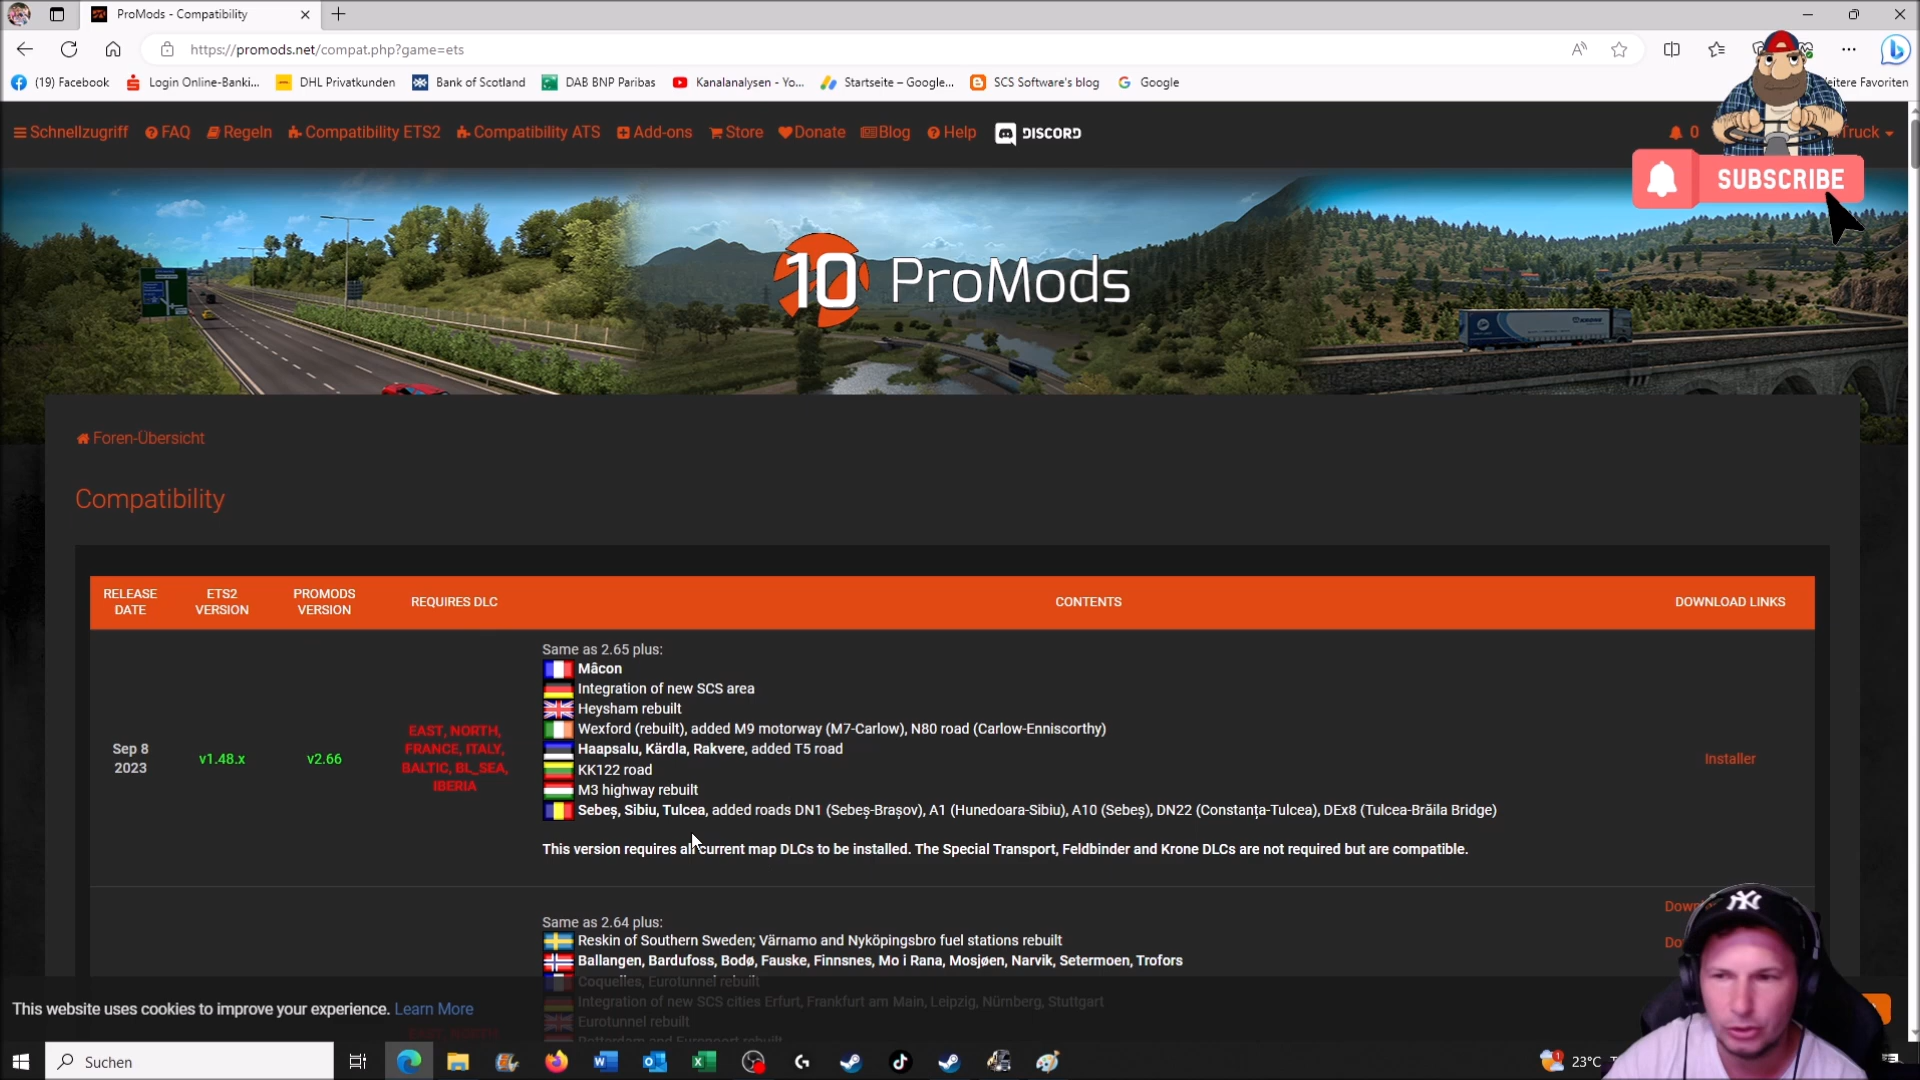 ProMods - Compatibility
https://promods.net/compat.php?game=ets
(19) Facebook
Login Online-Banki...
DHL Privatkunden
Bank of Scotland
DAB BNP Paribas
Kanalanalysen - Yo...
Startseite – Google...
SCS Software's blog
Google
eitere Favoriten
Schnellzugriff
FAQ
Regeln
Compatibility ETS2
Compatibility ATS
Add-ons
Store
Donate
Blog
Help
DISCORD
0
Truck
SUBSCRIBE
10 ProMods
Foren-Übersicht
Compatibility
RELEASE DATE
ETS2 VERSION
PROMODS VERSION
REQUIRES DLC
CONTENTS
DOWNLOAD LINKS
Sep 8
2023
v1.48.x
v2.66
EAST, NORTH,
FRANCE, ITALY,
BALTIC, BL_SEA,
IBERIA
Same as 2.65 plus:
Mâcon
Integration of new SCS area
Heysham rebuilt
Wexford (rebuilt), added M9 motorway (M7-Carlow), N80 road (Carlow-Enniscorthy)
Haapsalu, Kärdla, Rakvere, added T5 road
KK122 road
M3 highway rebuilt
Sebeș, Sibiu, Tulcea, added roads DN1 (Sebeș-Brașov), A1 (Hunedoara-Sibiu), A10 (Sebeș), DN22 (Constanța-Tulcea), DEx8 (Tulcea-Brăila Bridge)
This version requires all current map DLCs to be installed. The Special Transport, Feldbinder and Krone DLCs are not required but are compatible.
Installer
Same as 2.64 plus:
Reskin of Southern Sweden; Värnamo and Nyköpingsbro fuel stations rebuilt
Ballangen, Bardufoss, Bodø, Fauske, Finnsnes, Mo i Rana, Mosjøen, Narvik, Setermoen, Trofors
Coquelles, Eurotunnel rebuilt
Integration of new SCS cities Erfurt, Frankfurt am Main, Leipzig, Nürnberg, Stuttgart
Eurotunnel rebuilt
Rotterdam and Europoort rebuilt
EAST, NORTH
This website uses cookies to improve your experience. Learn More
Suchen
23°C